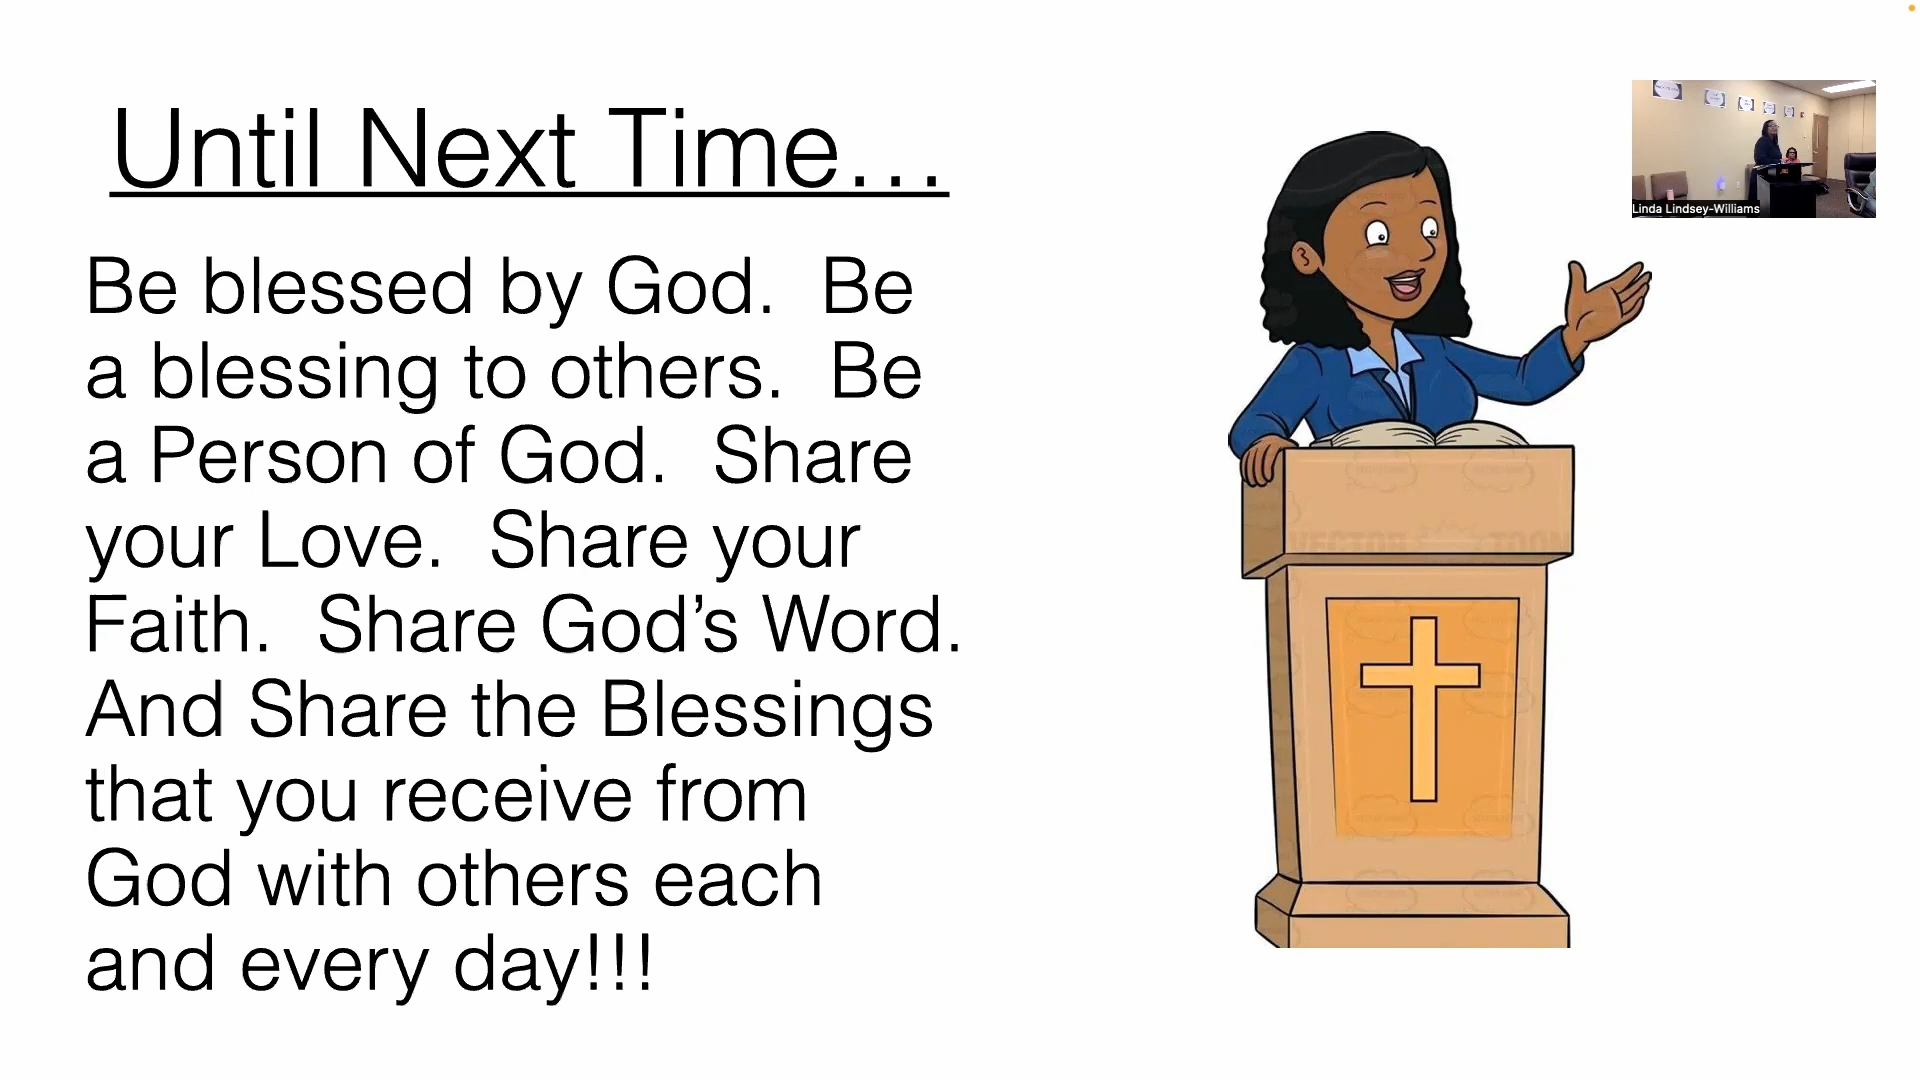 Until Next Time…
Be blessed by God.  Be
a blessing to others.  Be
a Person of God.  Share
your Love.  Share your
Faith.  Share God’s Word.
And Share the Blessings
that you receive from
God with others each
and every day!!!
Linda Lindsey-Williams
VECTOR TOONS